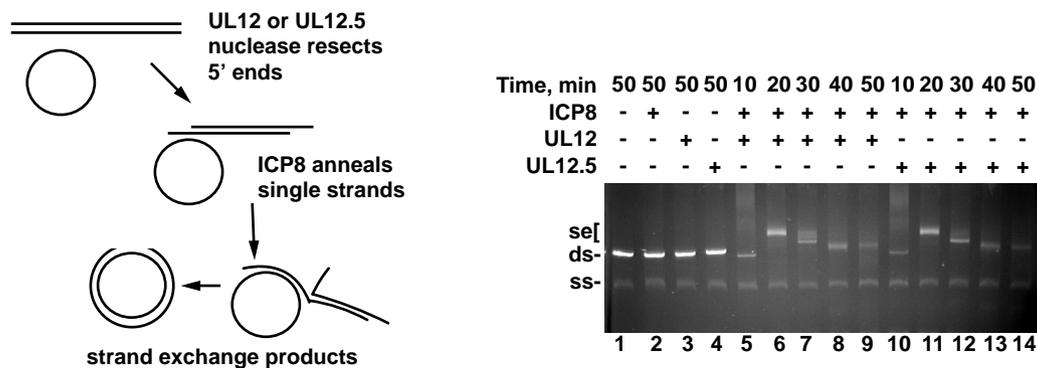 UL12 or UL12.5
nuclease resects
5’ ends
ICP8 anneals
single strands
strand exchange products
Time, min 50 50 50 50 10 20 30 40 50 10 20 30 40 50
ICP8 - + - - + + + + + + + + + +
UL12 - - + - + + + + + - - - - -
UL12.5 - - - + - - - - - + + + + +
se[
ds-
ss-
1 2 3 4 5 6 7 8 9 10 11 12 13 14